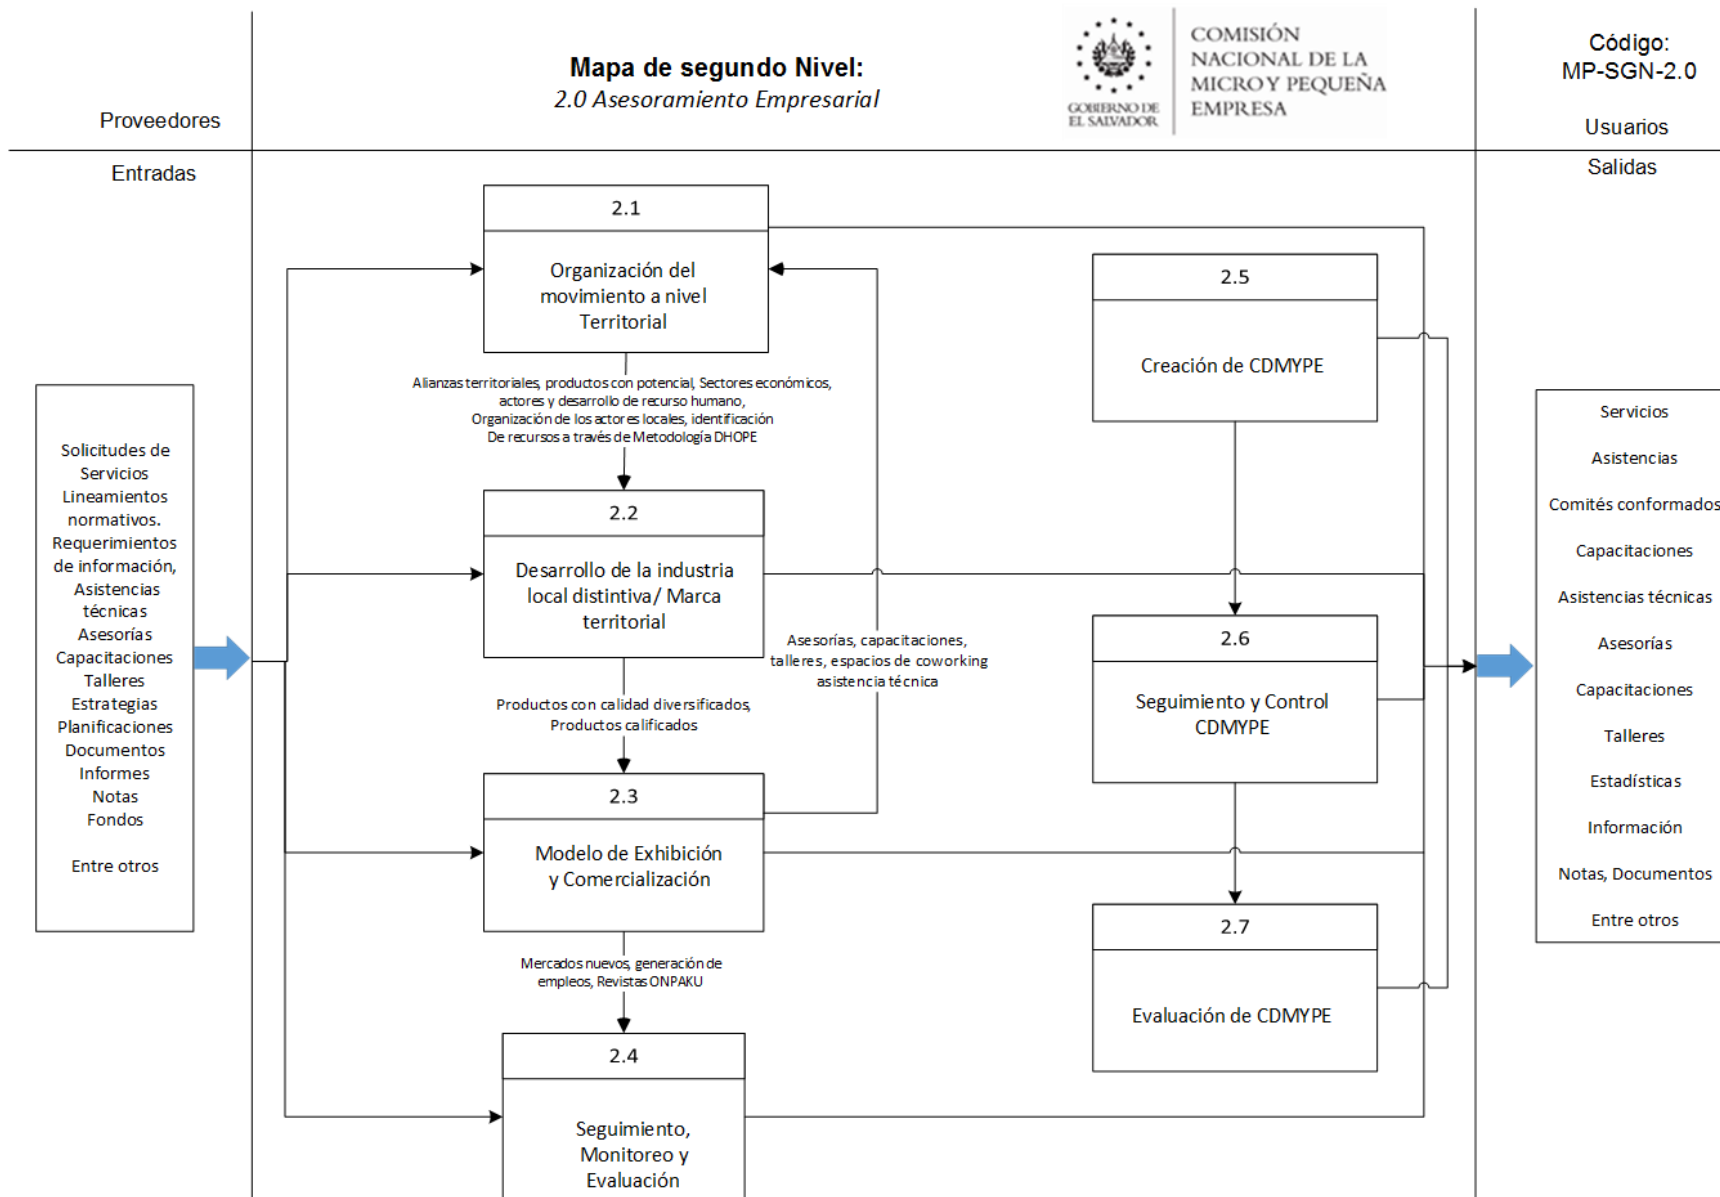 Mapa de segundo Nivel:
2.0 Asesoramiento Empresarial
GOBIERNO DE
EL SALVADOR
COMISIÓN
NACIONAL DE LA
MICRO Y PEQUEÑA
EMPRESA
Código:
MP-SGN-2.0
Proveedores
Usuarios
Entradas
Salidas
Solicitudes de
Servicios
Lineamientos
normativos.
Requerimientos
de información,
Asistencias
técnicas
Asesorías
Capacitaciones
Talleres
Estrategias
Planificaciones
Documentos
Informes
Notas
Fondos
Entre otros
2.1
Organización del
movimiento a nivel
Territorial
Alianzas territoriales, productos con potencial, Sectores económicos,
actores y desarrollo de recurso humano,
Organización de los actores locales, identificación
De recursos a través de Metodología DHOPE
2.2
Desarrollo de la industria
local distintiva/ Marca
territorial
Productos con calidad diversificados,
Productos calificados
Asesorías, capacitaciones,
talleres, espacios de coworking
asistencia técnica
2.3
Modelo de Exhibición
y Comercialización
Mercados nuevos, generación de
empleos, Revistas ONPAKU
2.4
Seguimiento,
Monitoreo y
Evaluación
2.5
Creación de CDMYPE
2.6
Seguimiento y Control
CDMYPE
2.7
Evaluación de CDMYPE
Servicios
Asistencias
Comités conformados
Capacitaciones
Asistencias técnicas
Asesorías
Capacitaciones
Talleres
Estadísticas
Información
Notas, Documentos
Entre otros